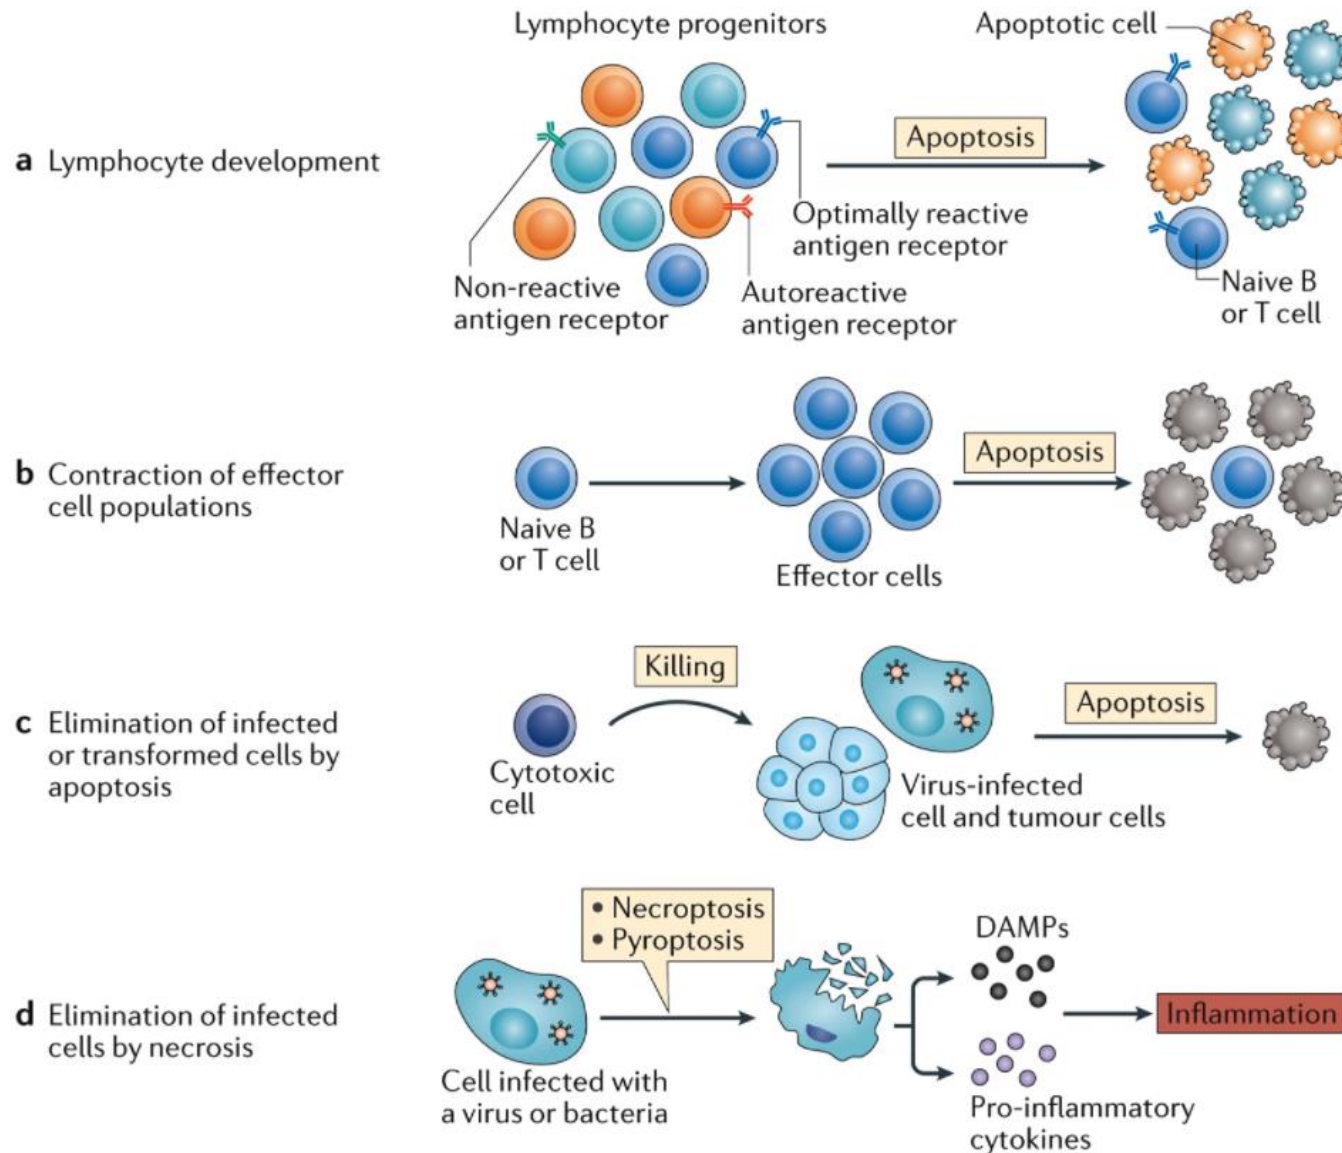 Lymphocyte progenitors
Apoptotic cell
a Lymphocyte development
Apoptosis
Optimally reactive
antigen receptor
Non-reactive
antigen receptor
Autoreactive
antigen receptor
Naive B
or T cell
b Contraction of effector
cell populations
Naive B
or T cell
Effector cells
Apoptosis
c Elimination of infected
or transformed cells by
apoptosis
Cytotoxic
cell
Killing
Virus-infected
cell and tumour cells
Apoptosis
d Elimination of infected
cells by necrosis
Cell infected with
a virus or bacteria
• Necroptosis
• Pyroptosis
DAMPs
Pro-inflammatory
cytokines
Inflammation